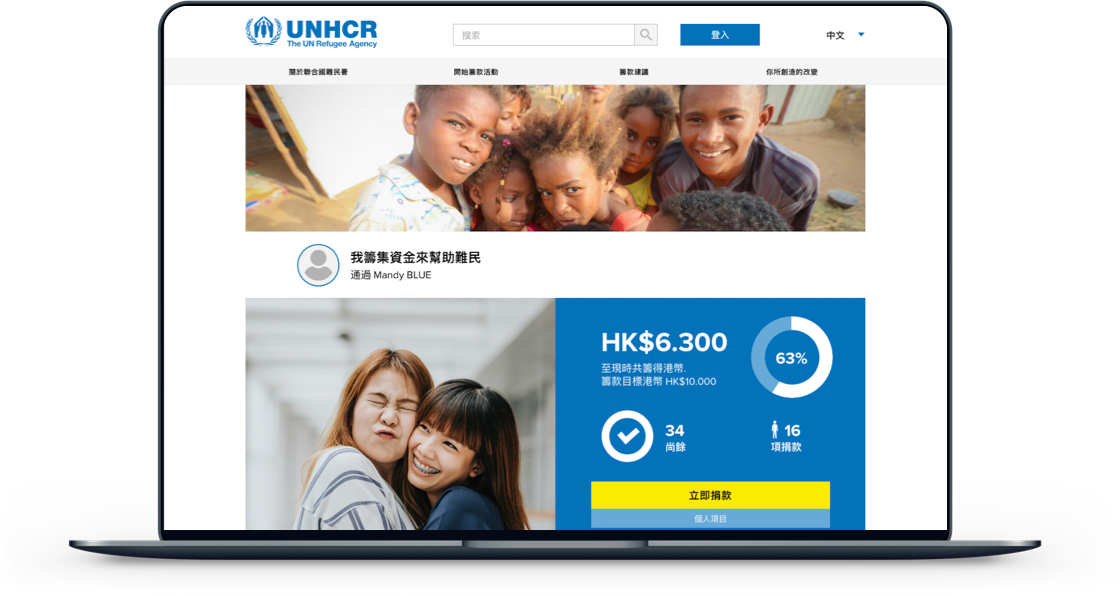 UNHCR
The UN Refugee Agency
搜索
登入
中文
關於聯合國難民署
開始籌款活動
籌款建議
你所創造的改變
我籌集資金來幫助難民
通過 Mandy BLUE
HK$6.300
至現時共籌得港幣.
籌款目標港幣 HK$10.000
63%
34
尚餘
16
項捐款
立即捐款
個人項目